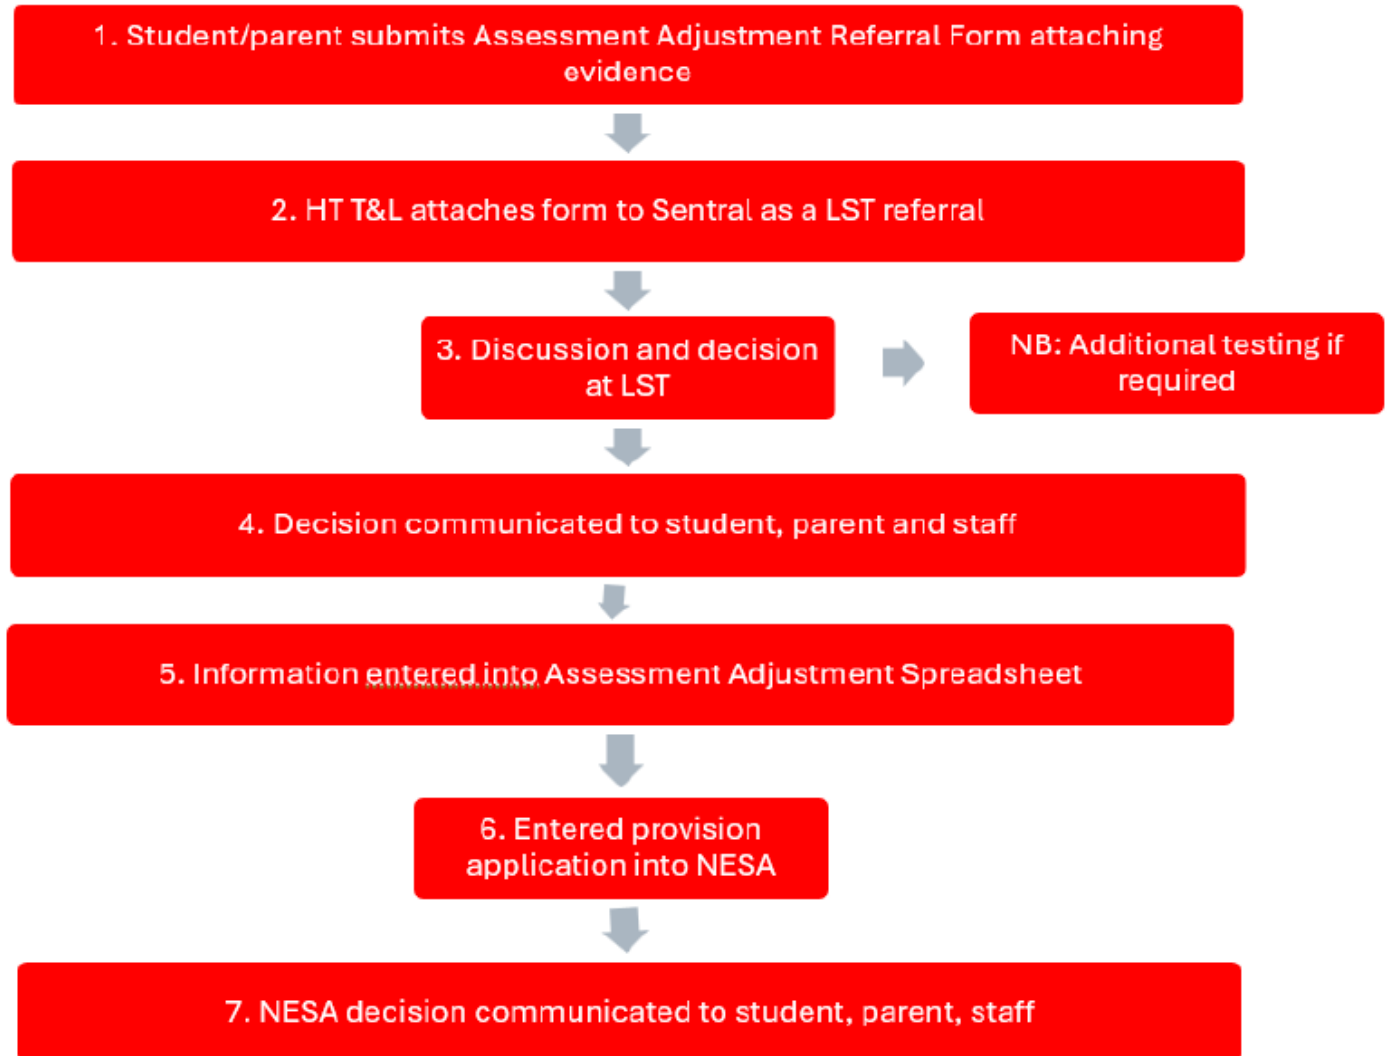 1. Student/parent submits Assessment Adjustment Referral Form attaching
evidence
2. HT T&L attaches form to Sentral as a LST referral
3. Discussion and decision
at LST
NB: Additional testing if
required
4. Decision communicated to student, parent and staff
5. Information entered into Assessment Adjustment Spreadsheet
6. Entered provision
application into NESA
7. NESA decision communicated to student, parent, staff